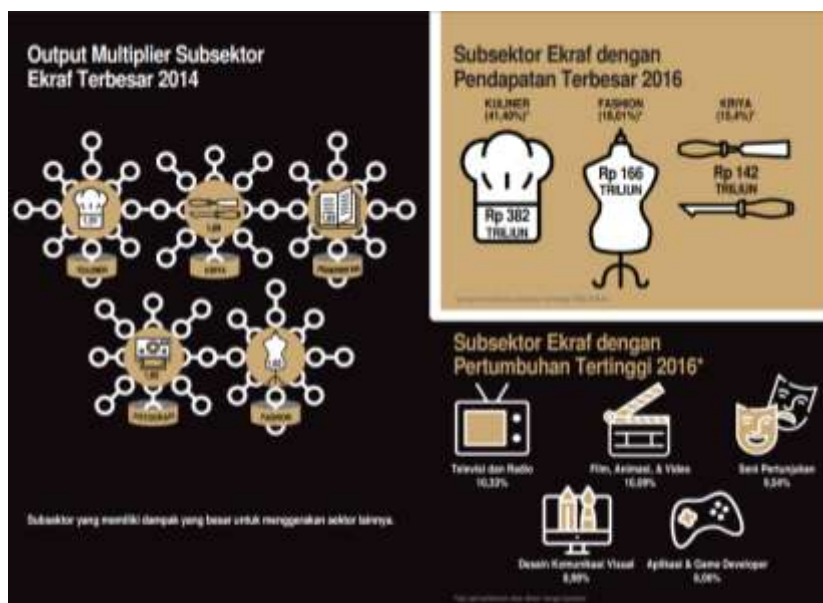 Output Multiplier Subsektor
Ekraf Terbesar 2014
KULINER
KRIYA
PENERBITAN
FOTOGRAFI
FASHION
Subsektor yang memiliki dampak yang besar untuk menggerakan sektor lainnya.
Subsektor Ekraf dengan
Pendapatan Terbesar 2016
KULINER
(41,40%)*
FASHION
(18,01%)*
KRIYA
(15,4%)*
Rp 382
TRILIUN
Rp 166
TRILIUN
Rp 142
TRILIUN
Subsektor Ekraf dengan
Pertumbuhan Tertinggi 2016*
Televisi dan Radio
10,33%
Film, Animasi, & Video
10,09%
Seni Pertunjukan
9,54%
Desain Komunikasi Visual
8,98%
Aplikasi & Game Developer
8,06%